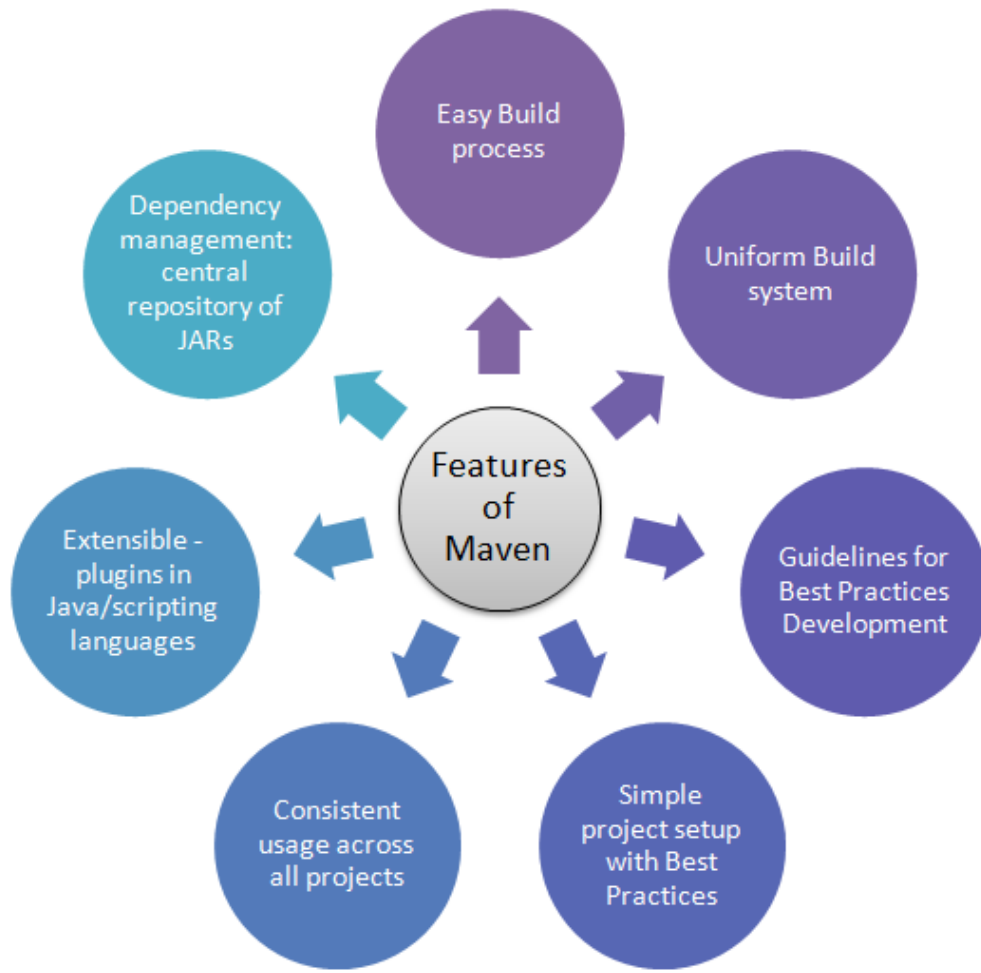 Easy Build
process
Uniform Build
system
Guidelines for
Best Practices
Development
Simple
project setup
with Best
Practices
Consistent
usage across
all projects
Extensible -
plugins in
Java/scripting
languages
Dependency
management:
central
repository of
JARs
Features
of
Maven